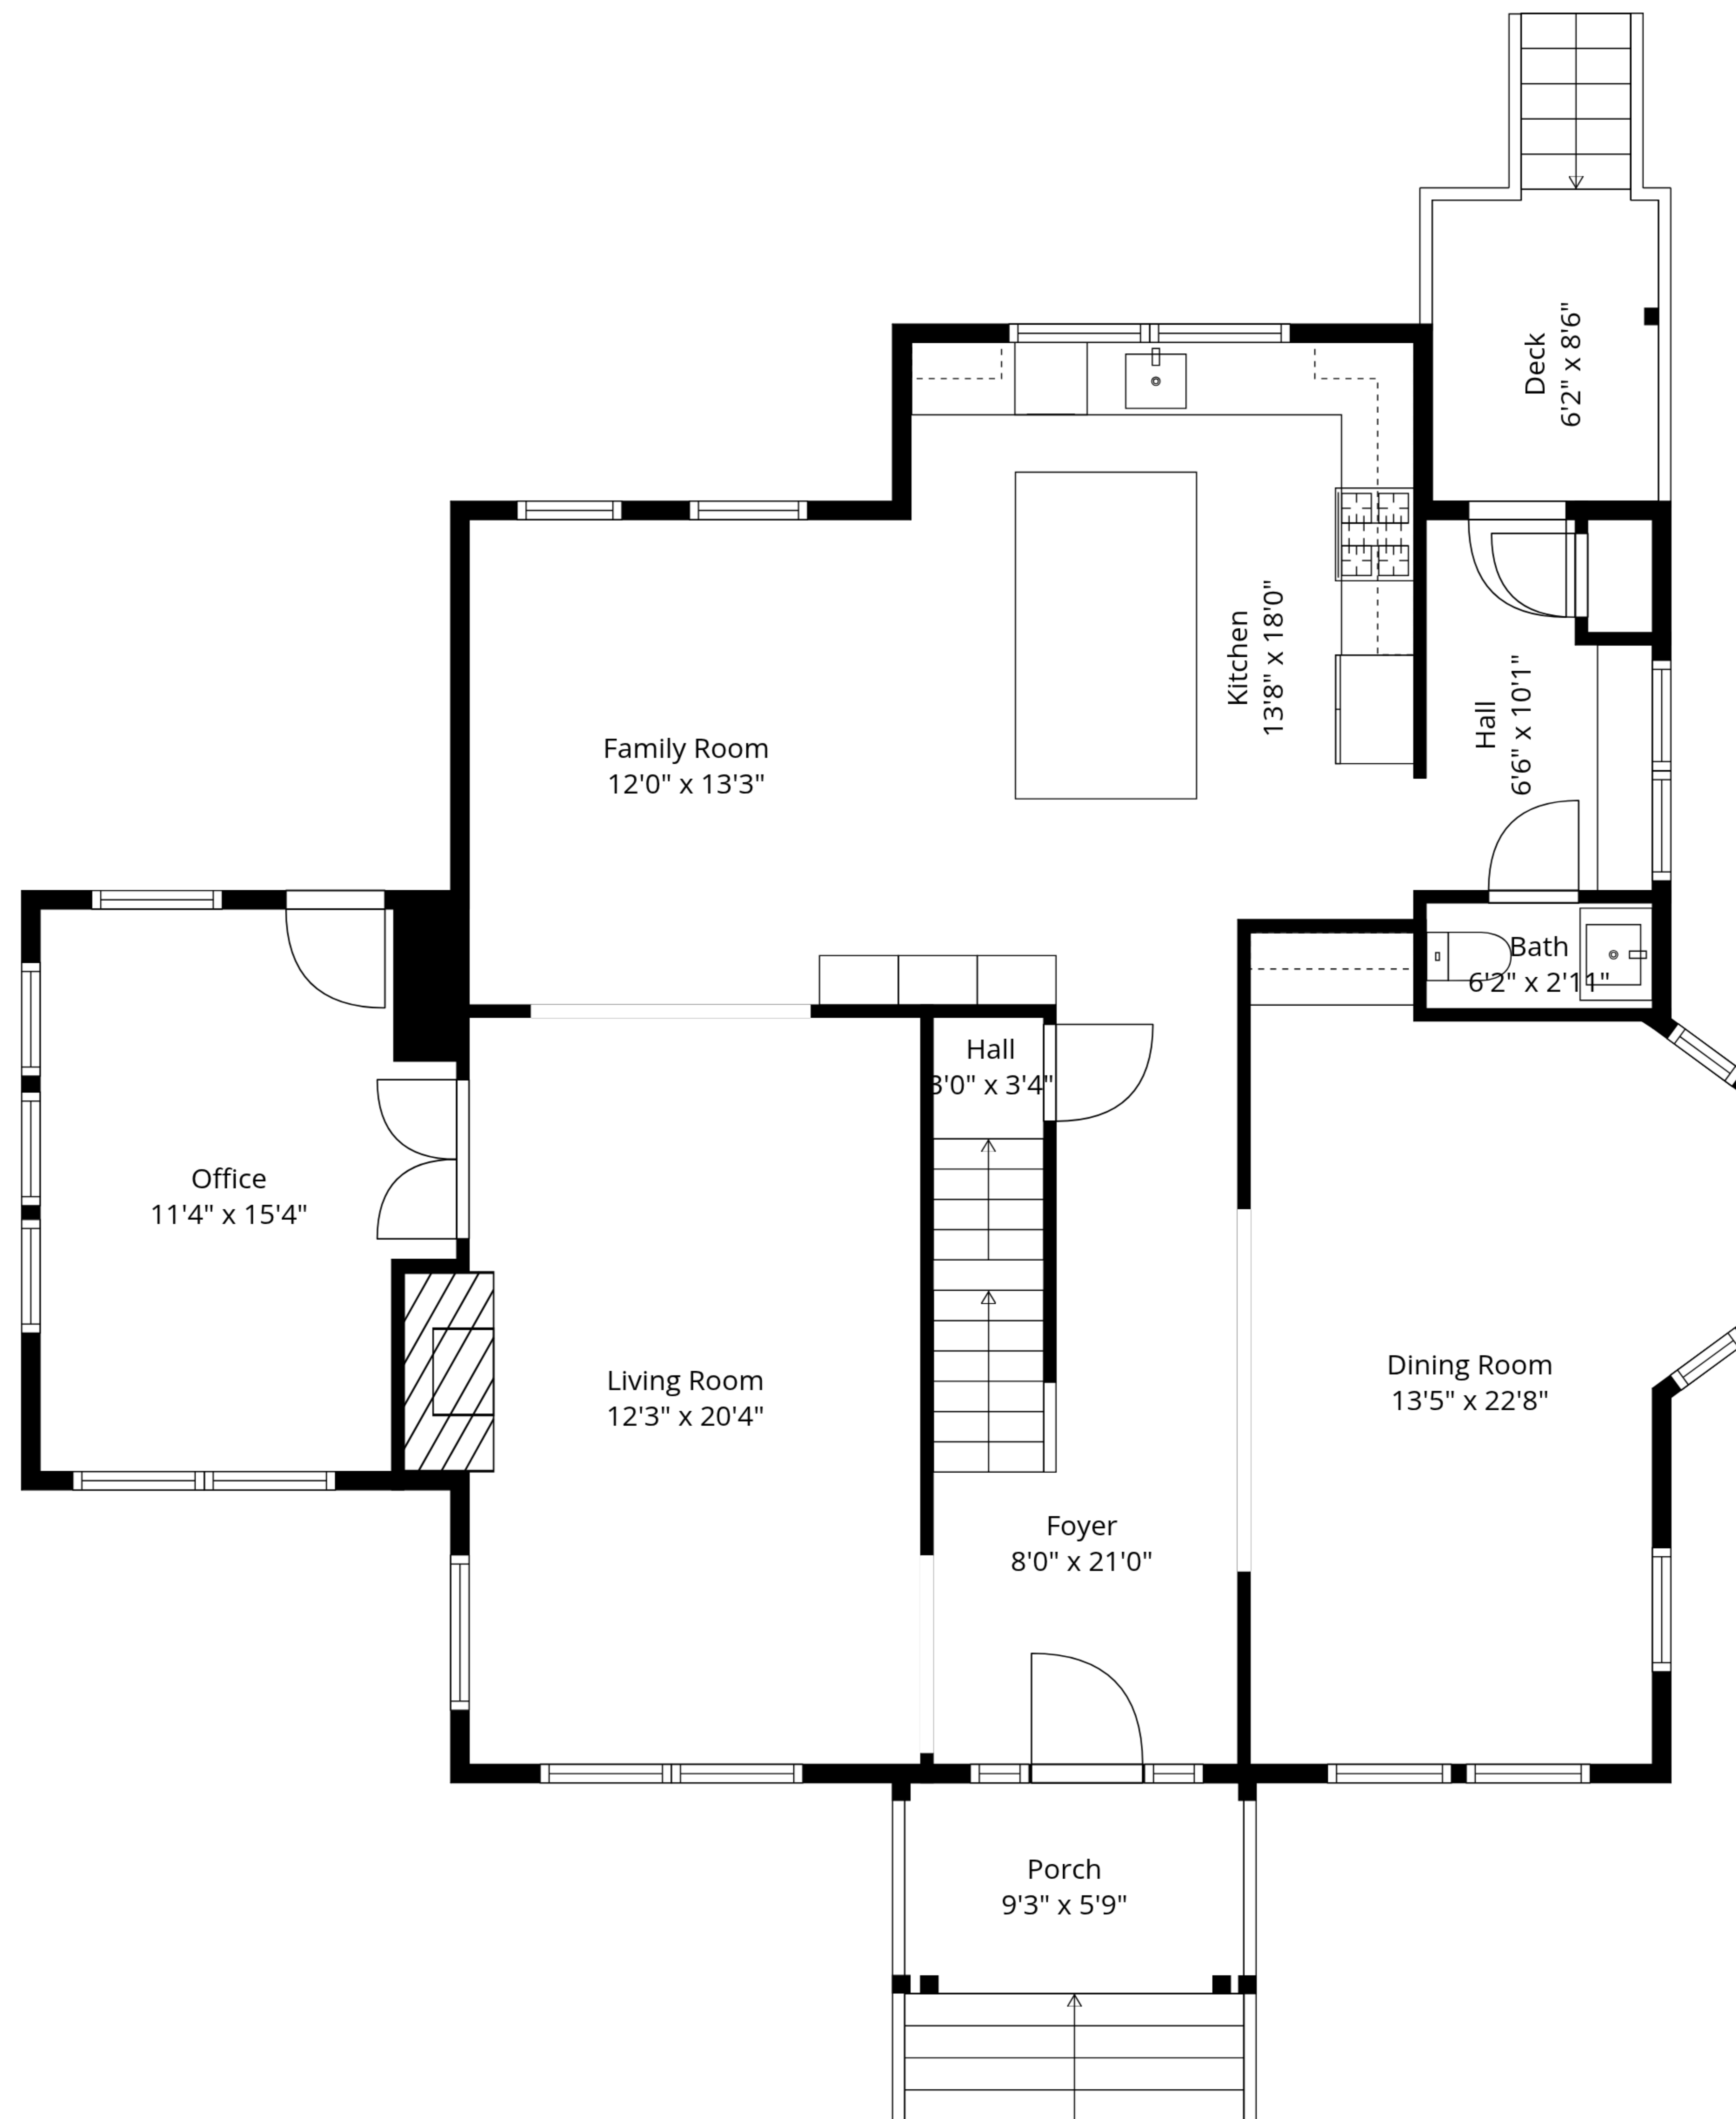 Deck
6'2" x 8'6"
Kitchen
13'8" x 18'0"
Hall
6'6" x 10'1"
Family Room
12'0" x 13'3"
Bath
6'2" x 2'11"
Hall
3'0" x 3'4"
Office
11'4" x 15'4"
Living Room
12'3" x 20'4"
Dining Room
13'5" x 22'8"
Foyer
8'0" x 21'0"
Porch
9'3" x 5'9"